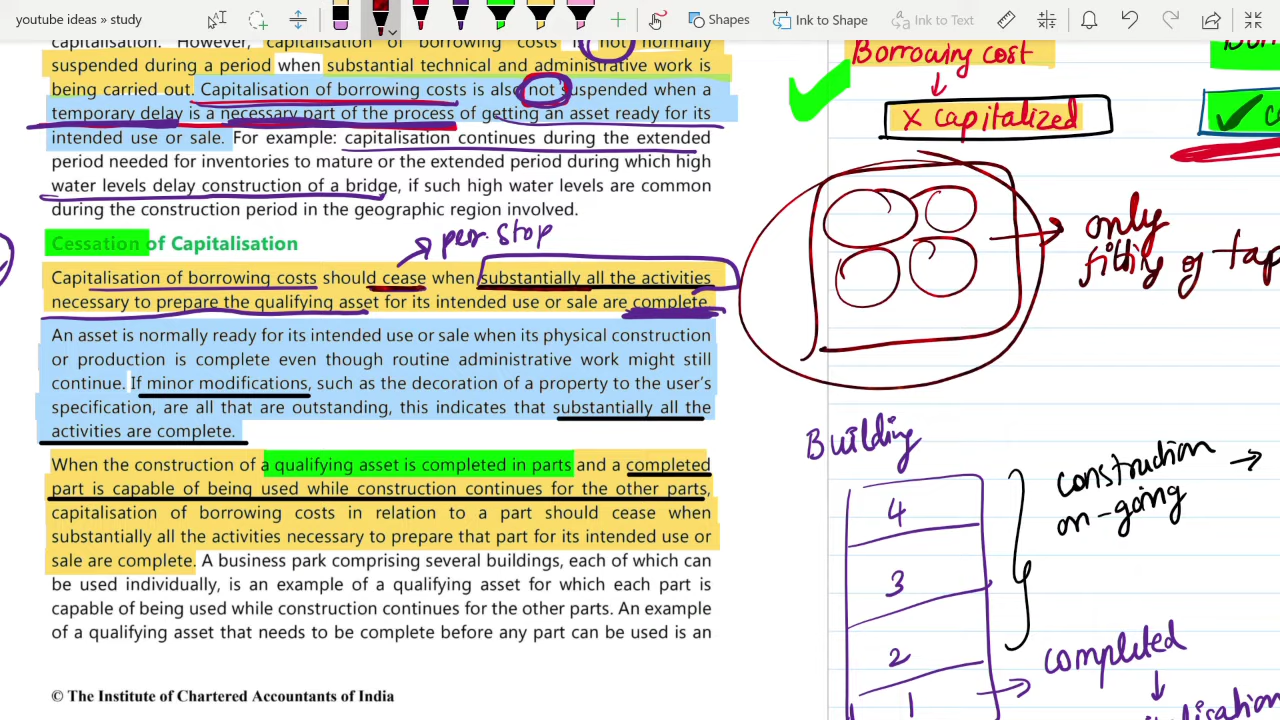 youtube ideas » study
Shapes
Ink to Shape
Ink to Text
capitalisation. However, capitalisation of borrowing costs is not normally
suspended during a period when substantial technical and administrative work is
being carried out. Capitalisation of borrowing costs is also not suspended when a
temporary delay is a necessary part of the process of getting an asset ready for its
intended use or sale. For example: capitalisation continues during the extended
period needed for inventories to mature or the extended period during which high
water levels delay construction of a bridge, if such high water levels are common
during the construction period in the geographic region involved.
per. stop
Cessation of Capitalisation
Capitalisation of borrowing costs should cease when substantially all the activities
necessary to prepare the qualifying asset for its intended use or sale are complete
An asset is normally ready for its intended use or sale when its physical construction
or production is complete even though routine administrative work might still
continue. If minor modifications, such as the decoration of a property to the user's
specification, are all that are outstanding, this indicates that substantially all the
activities are complete.
When the construction of a qualifying asset is completed in parts and a completed
part is capable of being used while construction continues for the other parts,
capitalisation of borrowing costs in relation to a part should cease when
substantially all the activities necessary to prepare that part for its intended use or
sale are complete. A business park comprising several buildings, each of which can
be used individually, is an example of a qualifying asset for which each part is
capable of being used while construction continues for the other parts. An example
of a qualifying asset that needs to be complete before any part can be used is an
© The Institute of Chartered Accountants of India
Borrowing cost
x capitalized
only
fitting of tap
Building
4
3
2
1
construction
on-going
completed